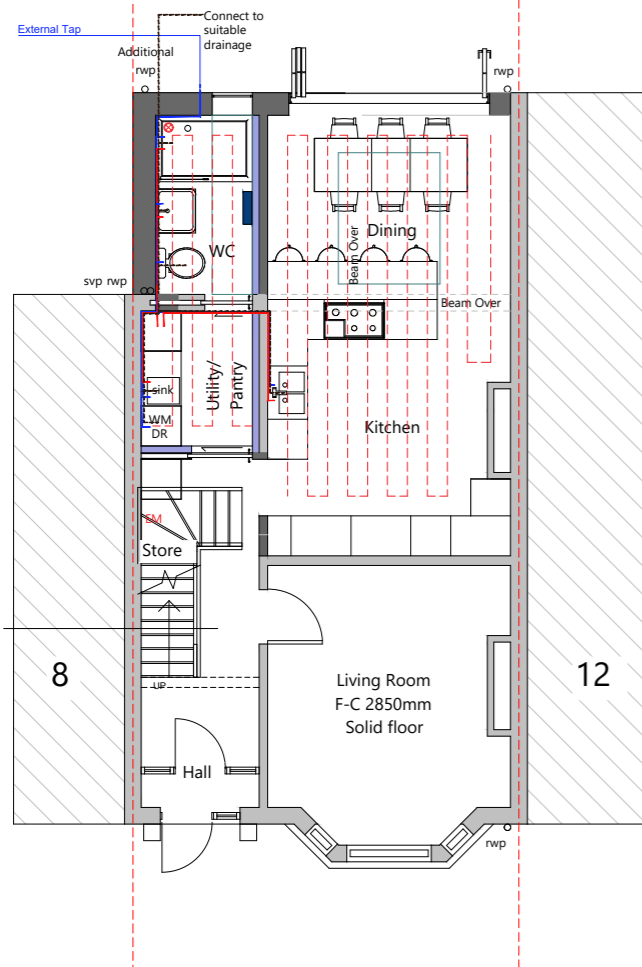 External Tap
Connect to
suitable
drainage
Additional
rwp
rwp
Dining
WC
Beam Over
svp rwp
Beam Over
Utility/
Pantry
sink
WM
DR
Kitchen
EM
Store
8
12
Living Room
F-C 2850mm
Solid floor
UP
Hall
rwp